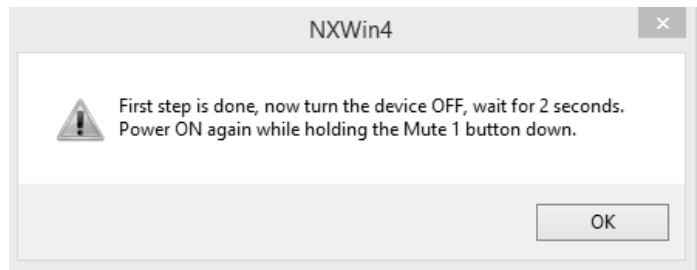 NXWin4
First step is done, now turn the device OFF, wait for 2 seconds.
Power ON again while holding the Mute 1 button down.
OK